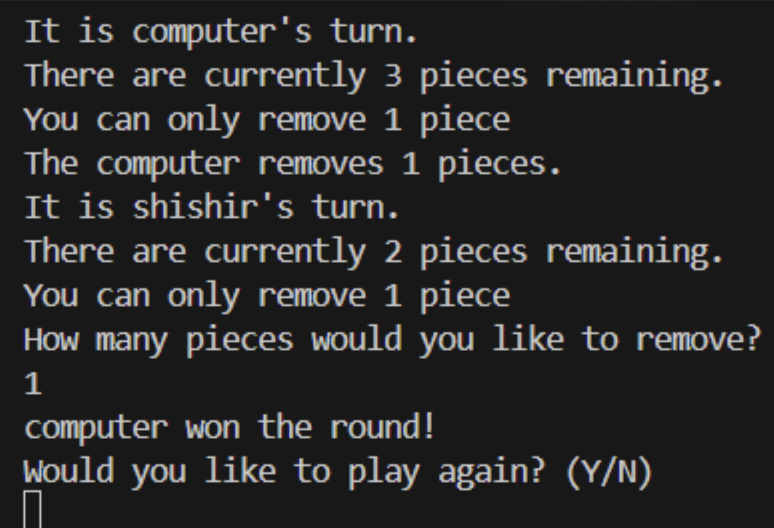 It is computer's turn.
There are currently 3 pieces remaining.
You can only remove 1 piece
The computer removes 1 pieces.
It is shishir's turn.
There are currently 2 pieces remaining.
You can only remove 1 piece
How many pieces would you like to remove?
1
computer won the round!
Would you like to play again? (Y/N)